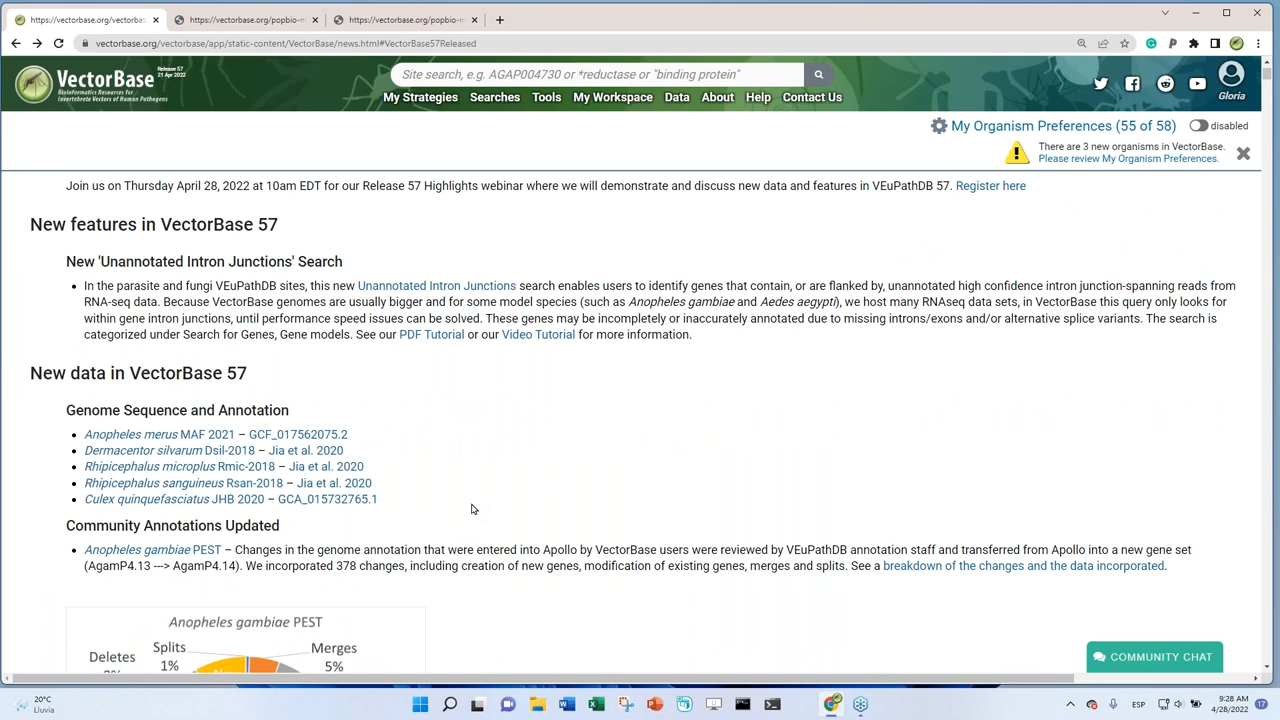 https://vectorbase.org/vectorba
https://vectorbase.org/popbio-m
https://vectorbase.org/popbio-m
vectorbase.org/vectorbase/app/static-content/VectorBase/news.html#VectorBase57Released
VectorBase
Release 57
21 Apr 2022
Bioinformatics Resources for
Invertebrate Vectors of Human Pathogens
Site search, e.g. AGAP004730 or *reductase or "binding protein"
My Strategies Searches Tools My Workspace Data About Help Contact Us
Gloria
My Organism Preferences (55 of 58) disabled
There are 3 new organisms in VectorBase.
Please review My Organism Preferences.
Join us on Thursday April 28, 2022 at 10am EDT for our Release 57 Highlights webinar where we will demonstrate and discuss new data and features in VEuPathDB 57. Register here
New features in VectorBase 57
New 'Unannotated Intron Junctions' Search
In the parasite and fungi VEuPathDB sites, this new Unannotated Intron Junctions search enables users to identify genes that contain, or are flanked by, unannotated high confidence intron junction-spanning reads from
RNA-seq data. Because VectorBase genomes are usually bigger and for some model species (such as Anopheles gambiae and Aedes aegypti), we host many RNAseq data sets, in VectorBase this query only looks for
within gene intron junctions, until performance speed issues can be solved. These genes may be incompletely or inaccurately annotated due to missing introns/exons and/or alternative splice variants. The search is
categorized under Search for Genes, Gene models. See our PDF Tutorial or our Video Tutorial for more information.
New data in VectorBase 57
Genome Sequence and Annotation
Anopheles merus MAF 2021 – GCF_017562075.2
Dermacentor silvarum Dsil-2018 – Jia et al. 2020
Rhipicephalus microplus Rmic-2018 – Jia et al. 2020
Rhipicephalus sanguineus Rsan-2018 – Jia et al. 2020
Culex quinquefasciatus JHB 2020 – GCA_015732765.1
Community Annotations Updated
Anopheles gambiae PEST – Changes in the genome annotation that were entered into Apollo by VectorBase users were reviewed by VEuPathDB annotation staff and transferred from Apollo into a new gene set
(AgamP4.13 ---> AgamP4.14). We incorporated 378 changes, including creation of new genes, modification of existing genes, merges and splits. See a breakdown of the changes and the data incorporated.
Anopheles gambiae PEST
Splits
1%
Merges
5%
Deletes
COMMUNITY CHAT
20°C
Lluvia
ESP
9:28 AM
4/28/2022